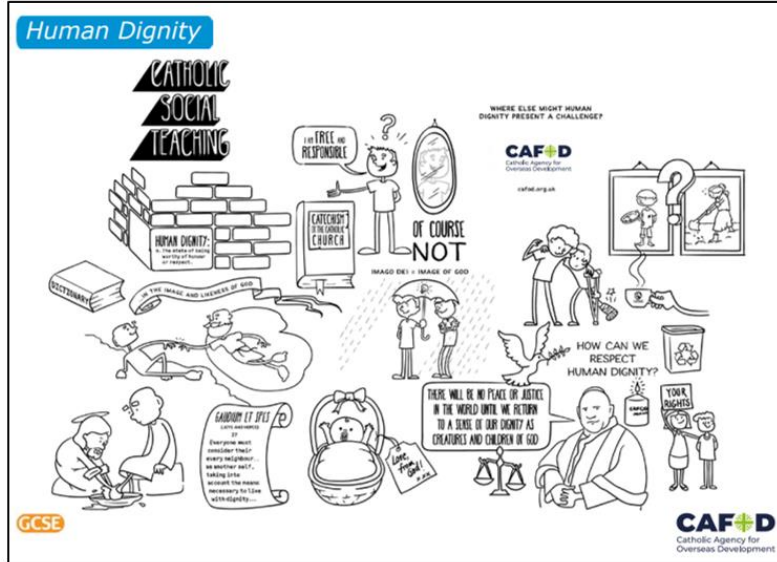 Human Dignity
CATHOLIC
SOCIAL
TEACHING
WHERE ELSE MIGHT HUMAN
DIGNITY PRESENT A CHALLENGE?
CAFOD
Catholic Agency for
Overseas Development
cafod.org.uk
?
I AM FREE AND
RESPONSIBLE
HUMAN DIGNITY:
n. the state of being
worthy of honour
or respect.
CATECHISM
OF THE CATHOLIC
CHURCH
OF COURSE
NOT
IMAGO DEI = IMAGE OF GOD
?
DICTIONARY
IN THE IMAGE AND LIKENESS OF GOD
HOW CAN WE
RESPECT
HUMAN DIGNITY?
GAUDIUM ET SPES
27
Everyone must
consider their
every neighbour..
as another self,
taking into
account the means
necessary to live
with dignity...
Love,
from
God!
xxx
THERE WILL BE NO PEACE OR JUSTICE
IN THE WORLD UNTIL WE RETURN
TO A SENSE OF OUR DIGNITY AS
CREATURES AND CHILDREN OF GOD
CAFOD
YOUR
RIGHTS
GCSE
CAFOD
Catholic Agency for
Overseas Development